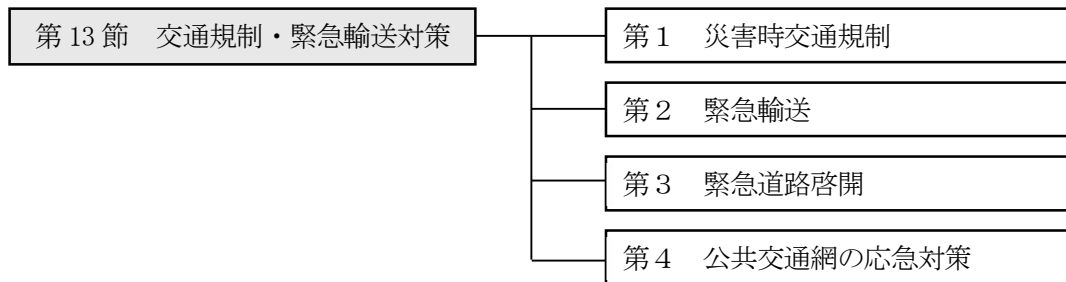 第 13 節　交通規制・緊急輸送対策
第１　災害時交通規制
第２　緊急輸送
第３　緊急道路啓開
第４　公共交通網の応急対策